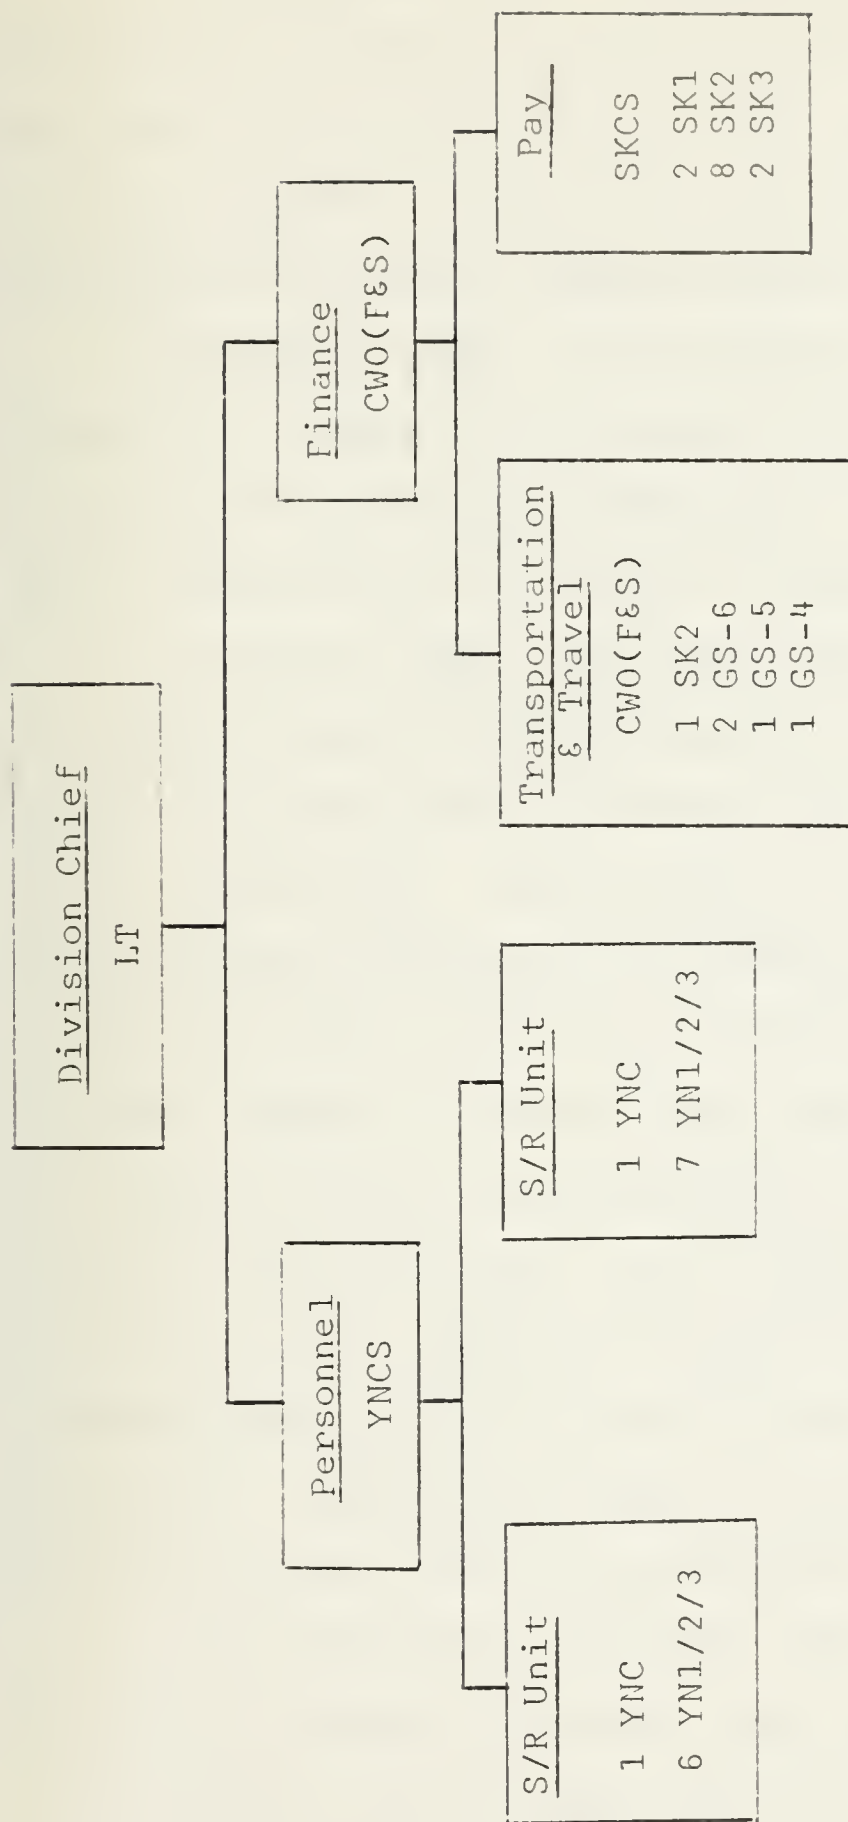 Division Chief
LT
Personnel
YNCS
Finance
CWO(F&S)
S/R Unit
1 YNC
6 YN1/2/3
S/R Unit
1 YNC
7 YN1/2/3
Transportation
& Travel
CWO(F&S)
1 SK2
2 GS-6
1 GS-5
1 GS-4
Pay
SKCS
2 SK1
8 SK2
2 SK3